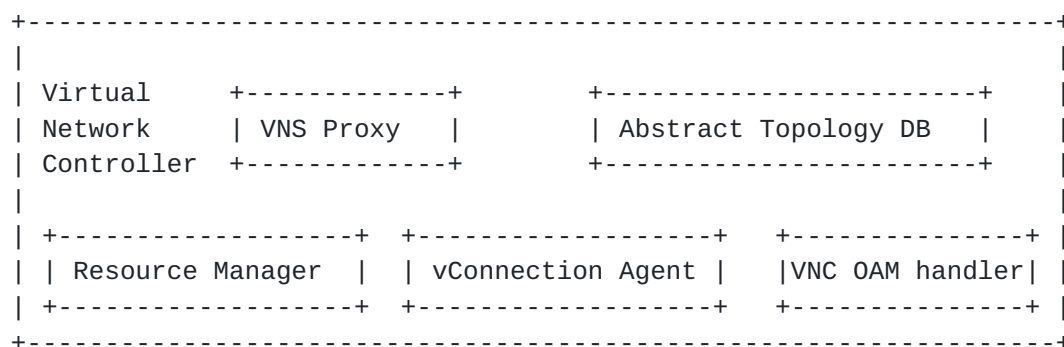 Virtual
Network | VNS Proxy | | Abstract Topology DB |
Controller
| Resource Manager | | vConnection Agent | |VNC OAM handler|